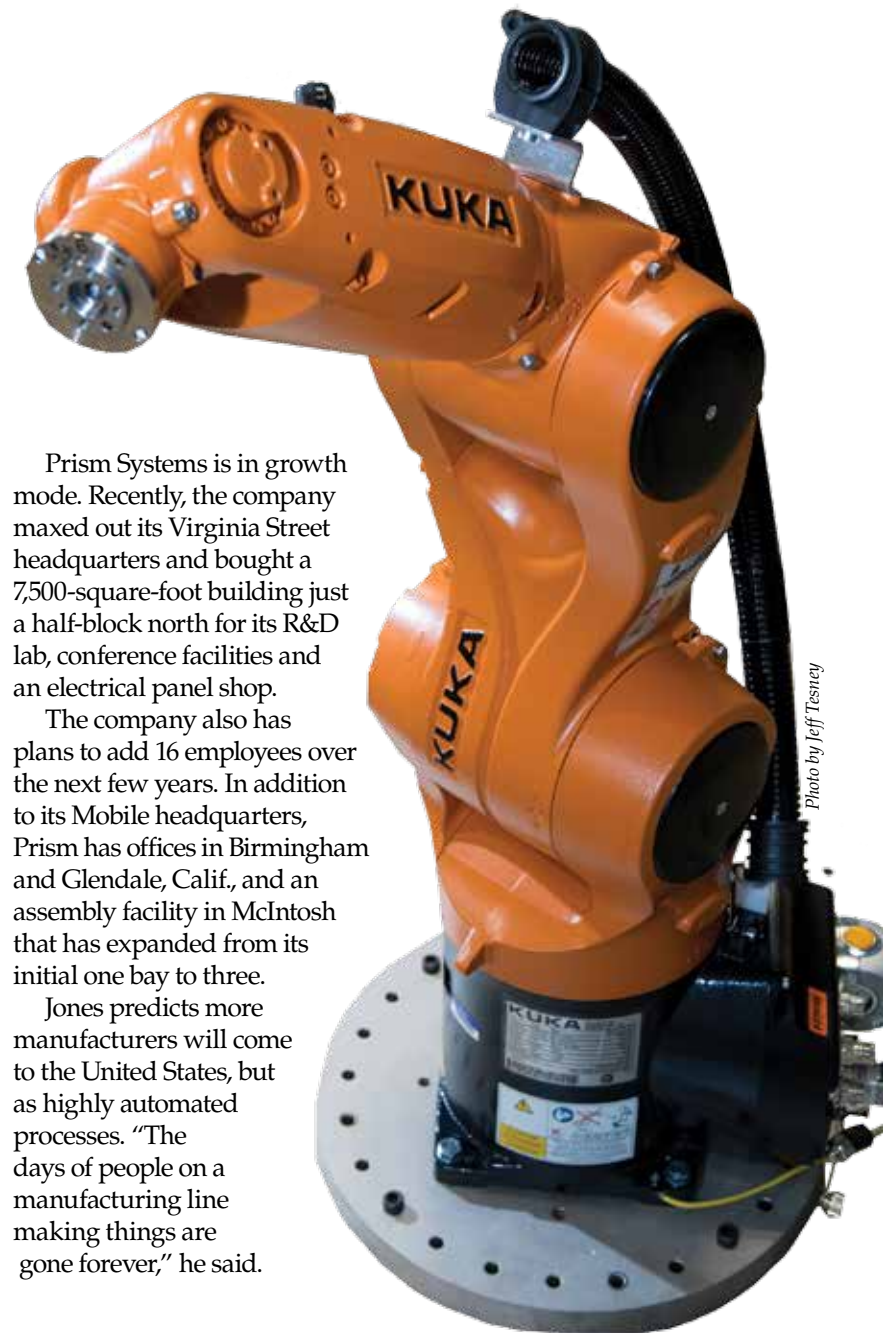 KUKA
Prism Systems is in growth
mode. Recently, the company
maxed out its Virginia Street
headquarters and bought a
7,500-square-foot building just
a half-block north for its R&D
lab, conference facilities and
an electrical panel shop.
The company also has
plans to add 16 employees over
the next few years. In addition
to its Mobile headquarters,
Prism has offices in Birmingham
and Glendale, Calif., and an
assembly facility in McIntosh
that has expanded from its
initial one bay to three.
Jones predicts more
manufacturers will come
to the United States, but
as highly automated
processes. “The
days of people on a
manufacturing line
making things are
gone forever,” he said.
KUKA
Photo by Jeff Tesney
KUKA